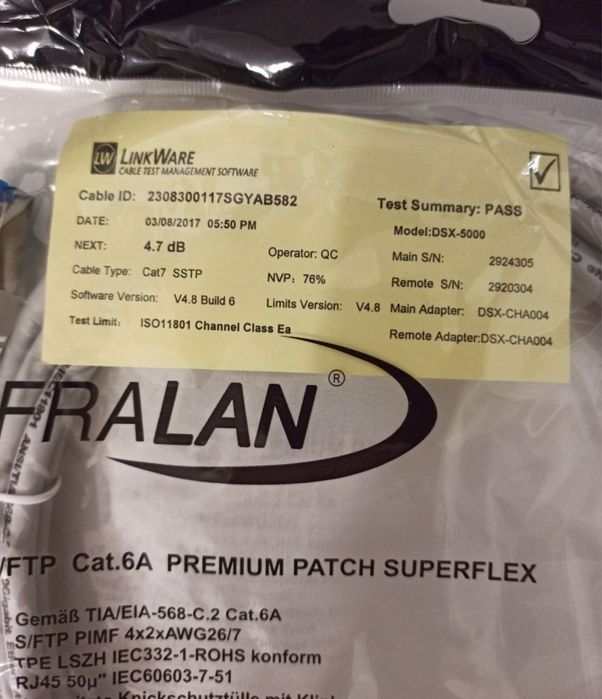 LW LINKWARE
CABLE TEST MANAGEMENT SOFTWARE
Cable ID: 2308300117SGYAB582
Test Summary: PASS
DATE: 03/08/2017 05:50 PM
Model:DSX-5000
NEXT: 4.7 dB
Operator: QC
Main S/N: 2924305
Cable Type: Cat7 SSTP
NVP: 76%
Remote S/N: 2920304
Software Version: V4.8 Build 6
Limits Version: V4.8
Main Adapter: DSX-CHA004
Test Limit: ISO11801 Channel Class Ea
Remote Adapter:DSX-CHA004
FRALAN ®
/FTP Cat.6A PREMIUM PATCH SUPERFLEX
Gemäß TIA/EIA-568-C.2 Cat.6A
S/FTP PIMF 4x2xAWG26/7
TPE LSZH IEC332-1-ROHS konform
RJ45 50µ" IEC60603-7-51
Knickschutztülle mit